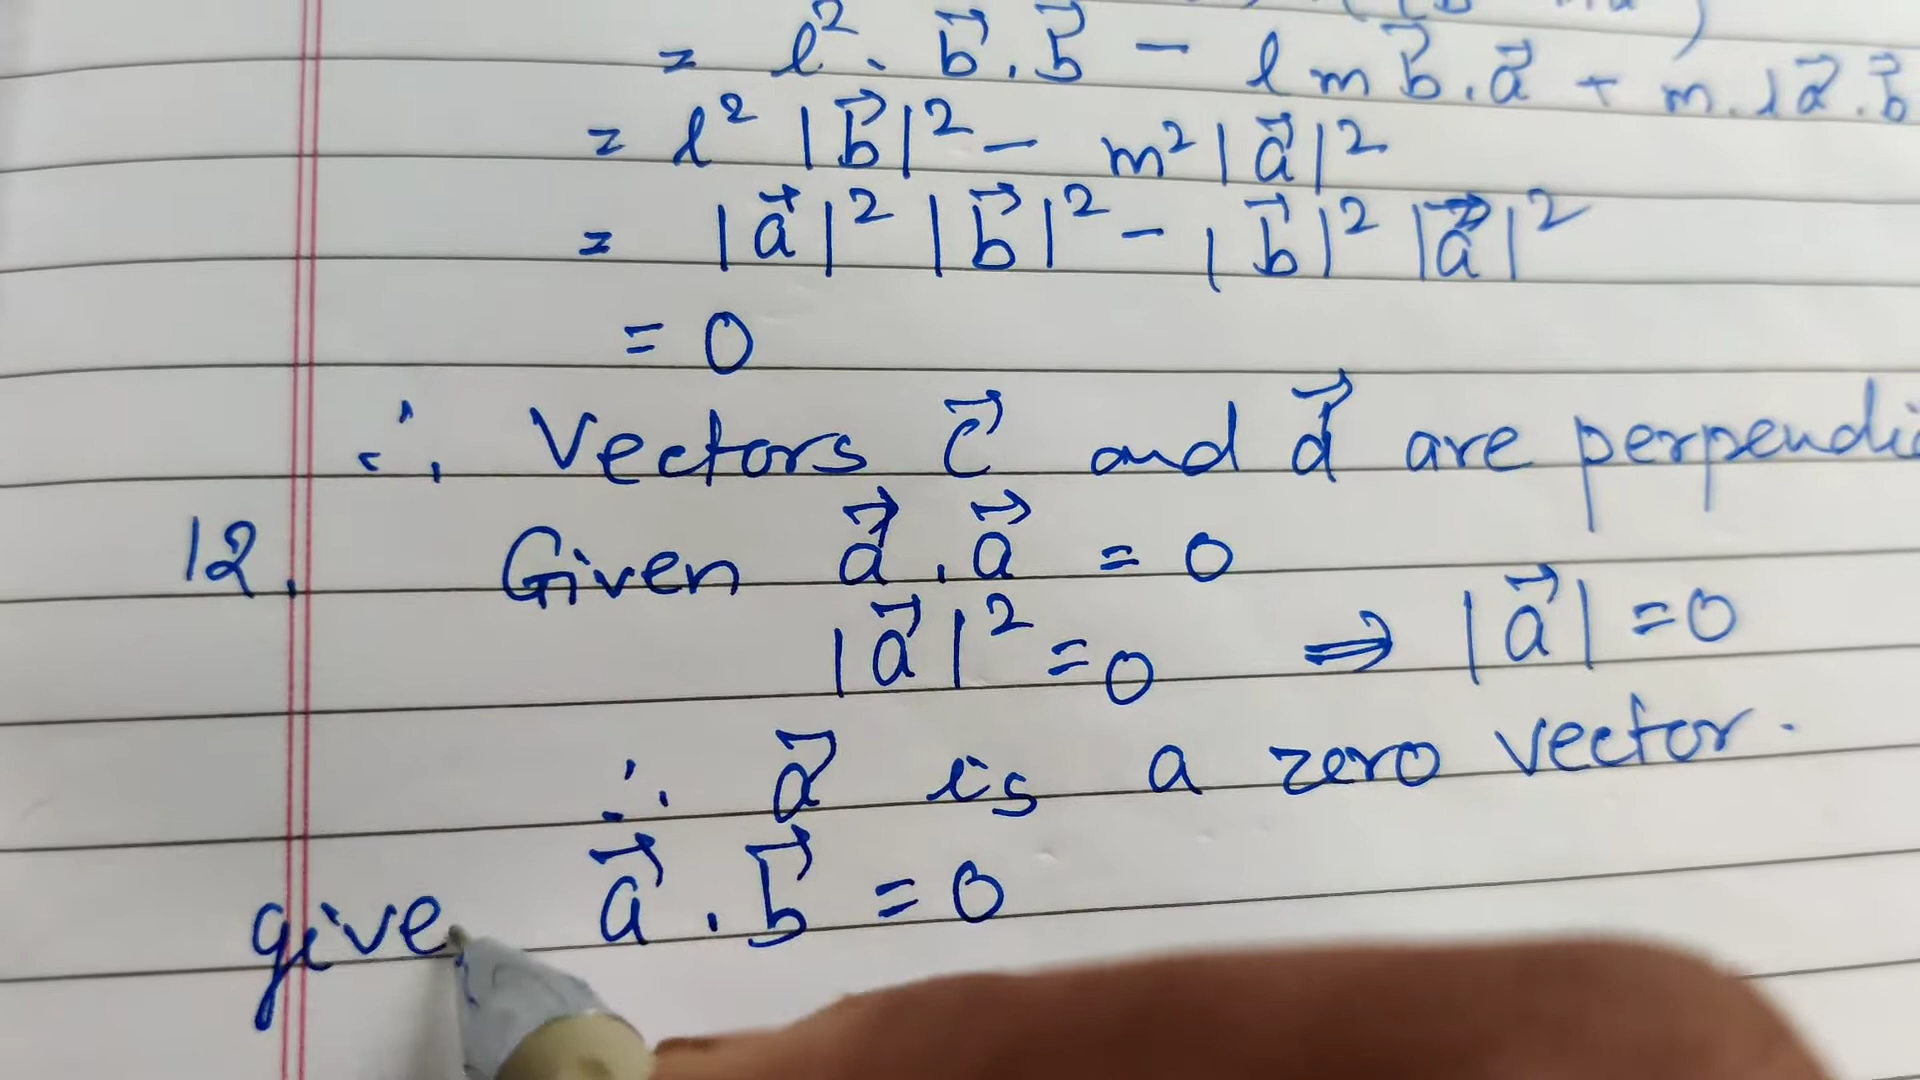 = l² . b⃗ . b⃗ - l m b⃗ . a⃗ + m . l a⃗ . b⃗
= l² |b⃗|² - m² |a⃗|²
= |a⃗|² |b⃗|² - |b⃗|² |a⃗|²
= 0
∴ Vectors c⃗ and d⃗ are perpendi
12. Given a⃗ . a⃗ = 0
|a⃗|² = 0 ⇒ |a⃗| = 0
∴ a⃗ is a zero vector.
give a⃗ . b⃗ = 0